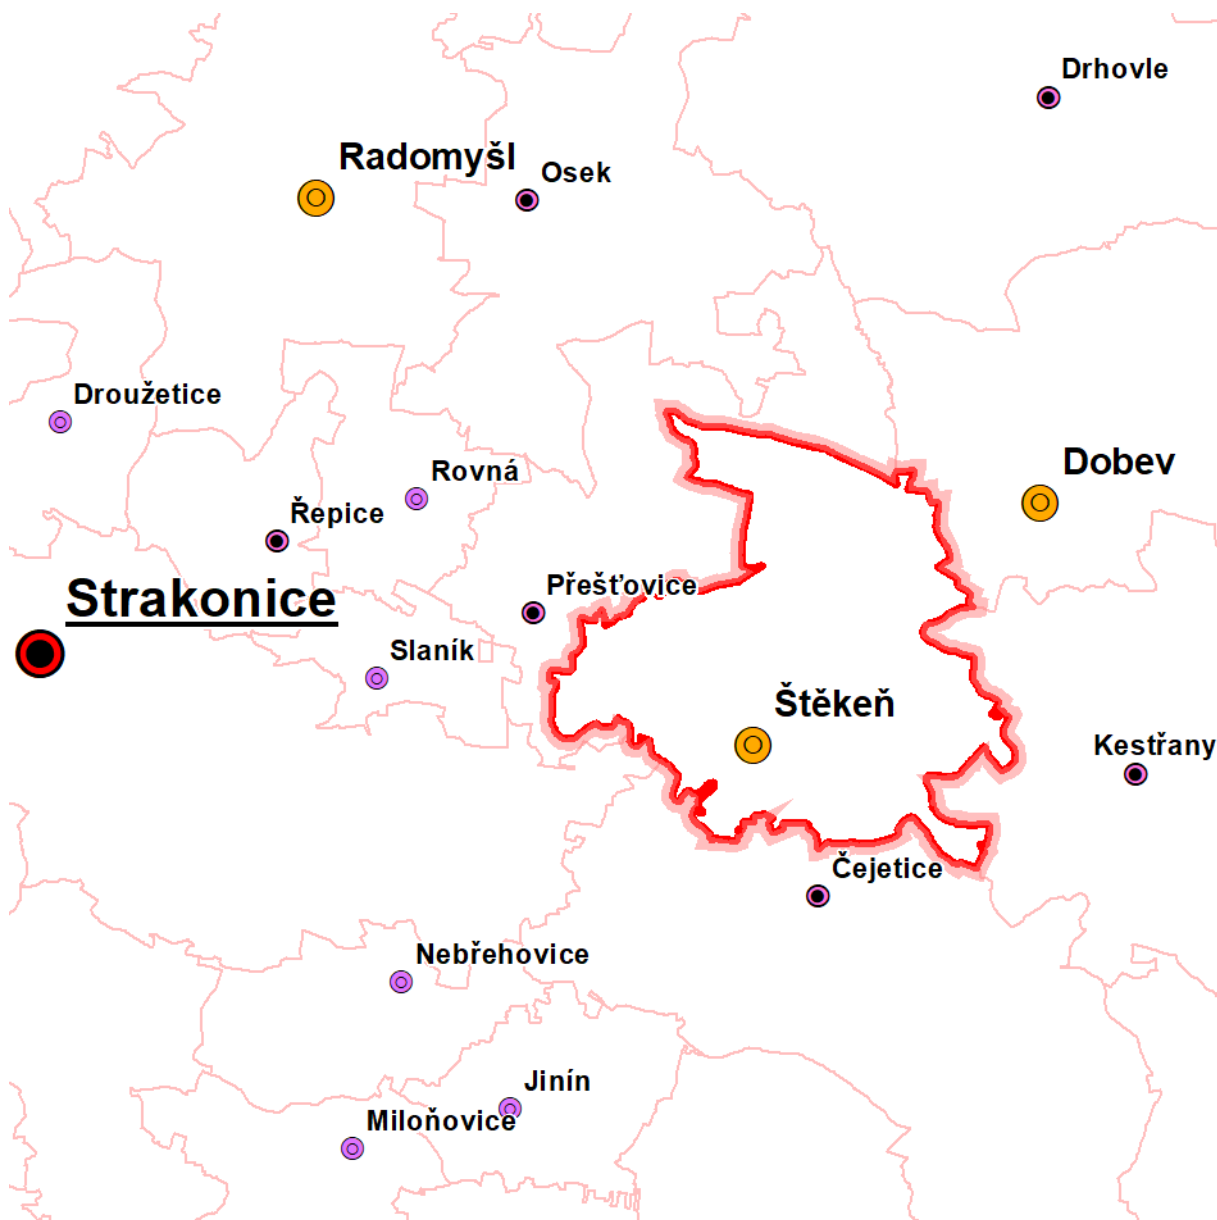 Drhovle
Radomyšl
Osek
Droužetice
Rovná
Dobev
Řepice
Strakonice
Přešťovice
Slaník
Štěkeň
Kestřany
Čejetice
Nebřehovice
Jinín
Miloňovice